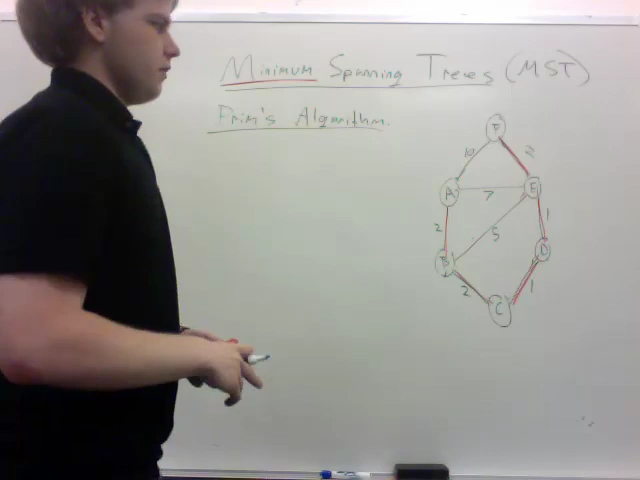 Minimum Spanning Trees (MST)
Prim's Algorithm.
F
10 2
A 7 E
2 5 1
B D
2 1
C